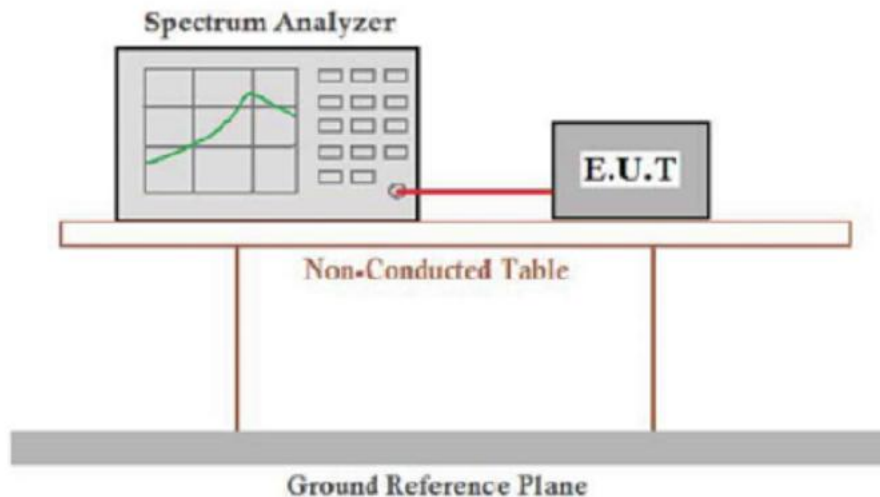 Spectrum Analyzer
E.U.T
Non-Conducted Table
Ground Reference Plane